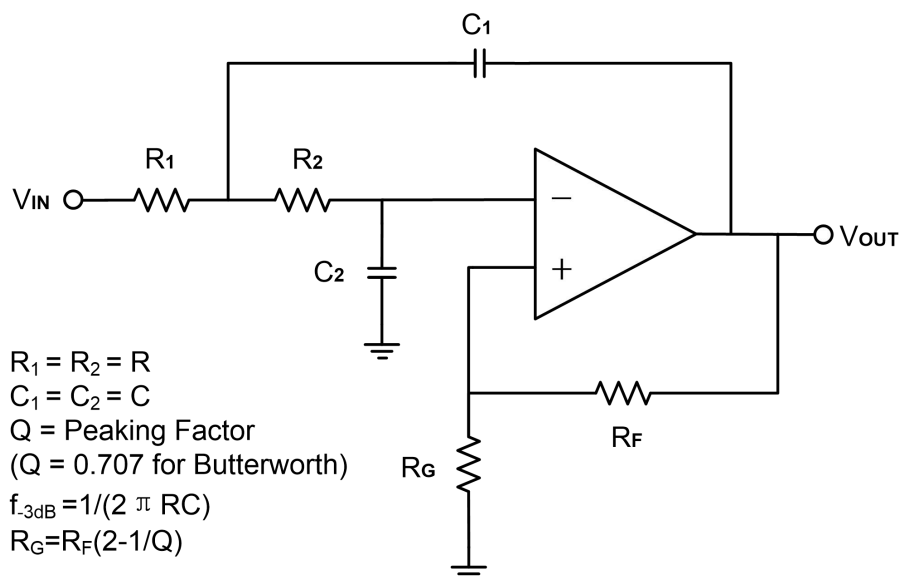 C1
R1
R2
VIN
−
VOUT
C2
+
R1 = R2 = R
C1 = C2 = C
Q = Peaking Factor
(Q = 0.707 for Butterworth)
f-3dB =1/(2 π RC)
RG=RF(2-1/Q)
RF
RG